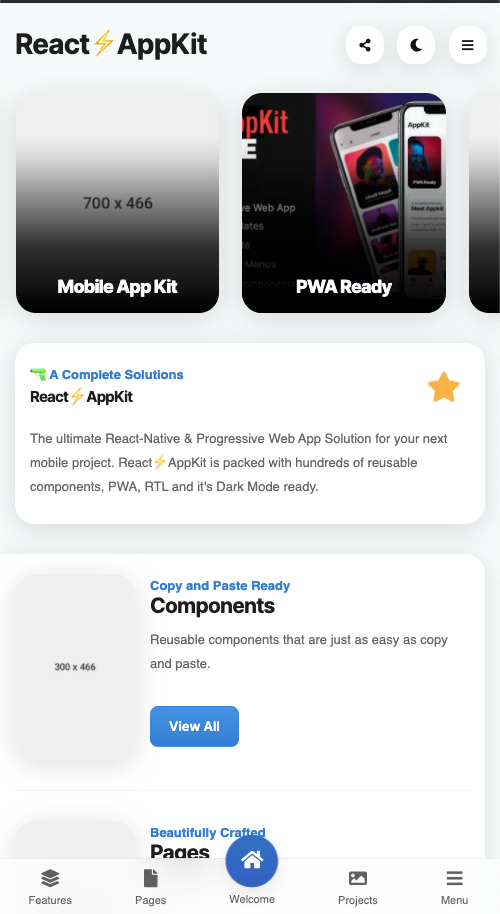 React⚡AppKit
700 x 466
Mobile App Kit
ppKit
E
ve Web App
lates
le
Menus
omponents
AppKit
PWA Ready
Meet AppKit
PWA Ready
🔫 A Complete Solutions
React⚡AppKit
The ultimate React-Native & Progressive Web App Solution for your next
mobile project. React⚡AppKit is packed with hundreds of reusable
components, PWA, RTL and it's Dark Mode ready.
300 x 466
Copy and Paste Ready
Components
Reusable components that are just as easy as copy
and paste.
View All
Beautifully Crafted
Pages
Features
Pages
Welcome
Projects
Menu